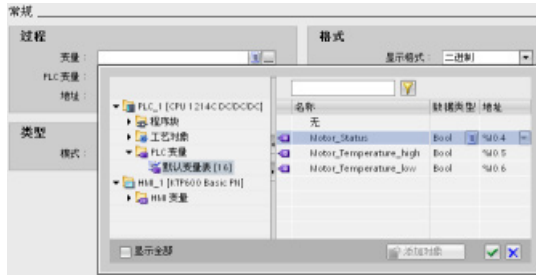 常规
过程
变量：
PLC变量：
地址：
类型
模式：
格式
显示格式： 二进制
PLC_1 [CPU 1214C DC/DC/DC]
程序块
工艺对象
PLC 变量
默认变量表 [16]
HMI_1 [KTP600 Basic PN]
HMI 变量
名称 数据类型 地址
无
Motor_Status Bool %I0.4
Motor_Temperature_high Bool %I0.5
Motor_Temperature_low Bool %I0.6
显示全部
添加对象